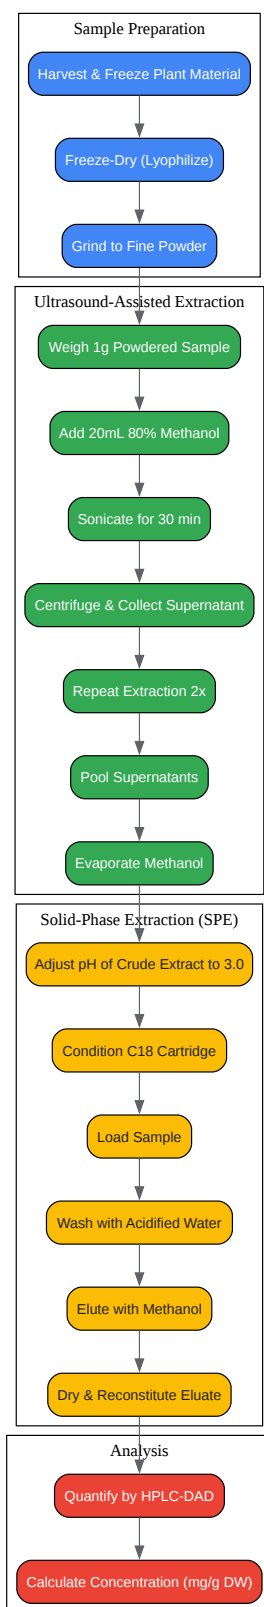 Sample Preparation
Harvest & Freeze Plant Material
Freeze-Dry (Lyophilize)
Grind to Fine Powder
Ultrasound-Assisted Extraction
Weigh 1g Powdered Sample
Add 20mL 80% Methanol
Sonicate for 30 min
Centrifuge & Collect Supernatant
Repeat Extraction 2x
Pool Supernatants
Evaporate Methanol
Solid-Phase Extraction (SPE)
Adjust pH of Crude Extract to 3.0
Condition C18 Cartridge
Load Sample
Wash with Acidified Water
Elute with Methanol
Dry & Reconstitute Eluate
Analysis
Quantify by HPLC-DAD
Calculate Concentration (mg/g DW)